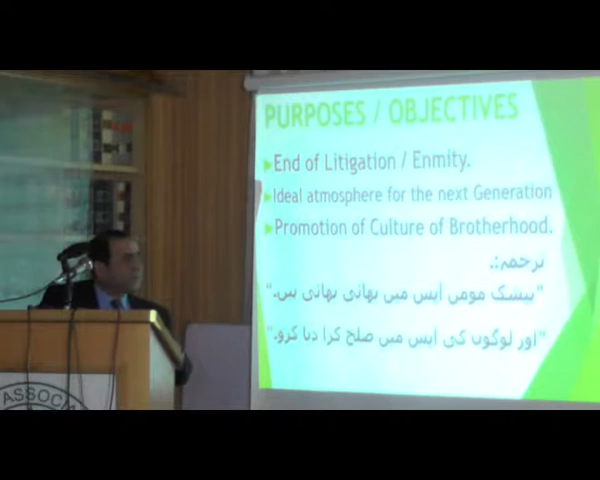 PURPOSES / OBJECTIVES
End of Litigation / Enmity.
Ideal atmosphere for the next Generation
Promotion of Culture of Brotherhood.
ترجمہ:.
"بیشک مومن آپس میں بھائی بھائی ہیں۔"
"اور لوگوں کی آپس میں صلح کرا دیا کرو۔"
ASSOCI